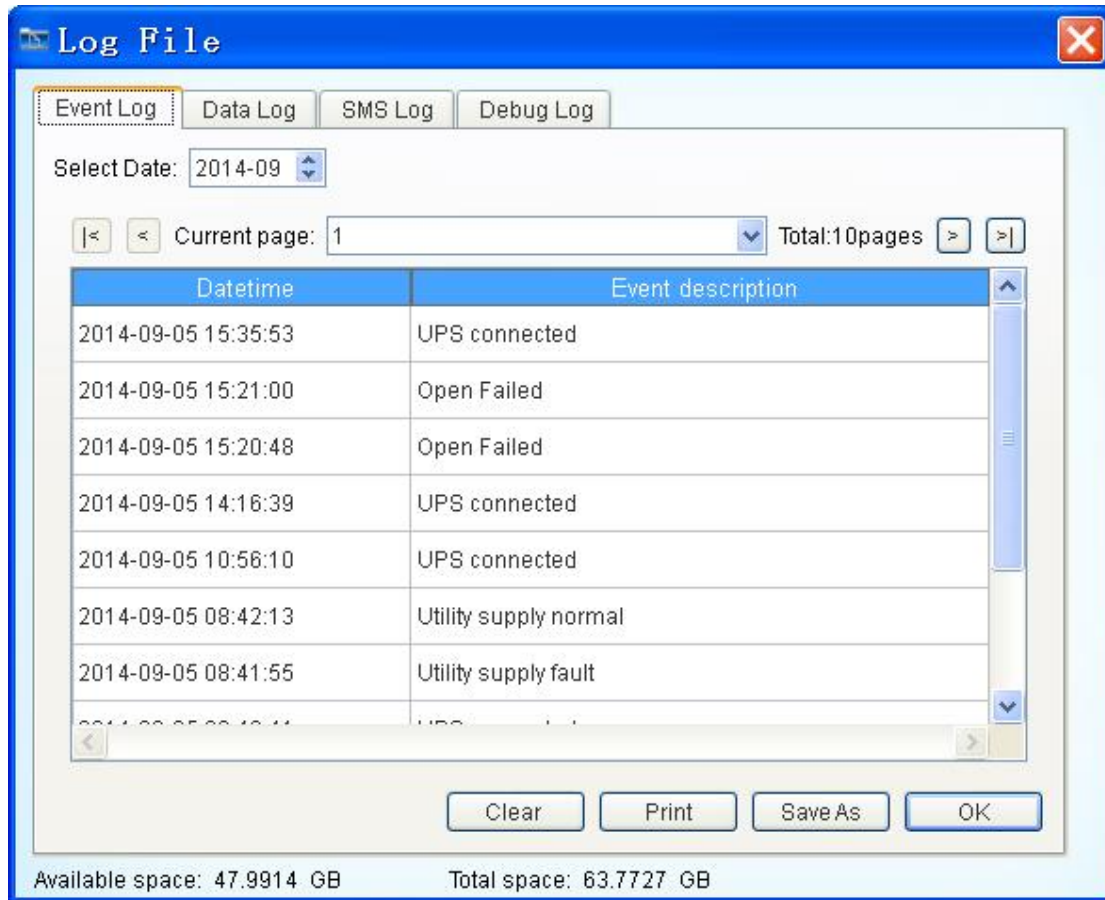 Log File
Event Log Data Log SMS Log Debug Log
Select Date: 2014-09
|< < Current page: 1 Total:10pages > >|
Datetime Event description
2014-09-05 15:35:53 UPS connected
2014-09-05 15:21:00 Open Failed
2014-09-05 15:20:48 Open Failed
2014-09-05 14:16:39 UPS connected
2014-09-05 10:56:10 UPS connected
2014-09-05 08:42:13 Utility supply normal
2014-09-05 08:41:55 Utility supply fault
Clear Print Save As OK
Available space: 47.9914 GB Total space: 63.7727 GB